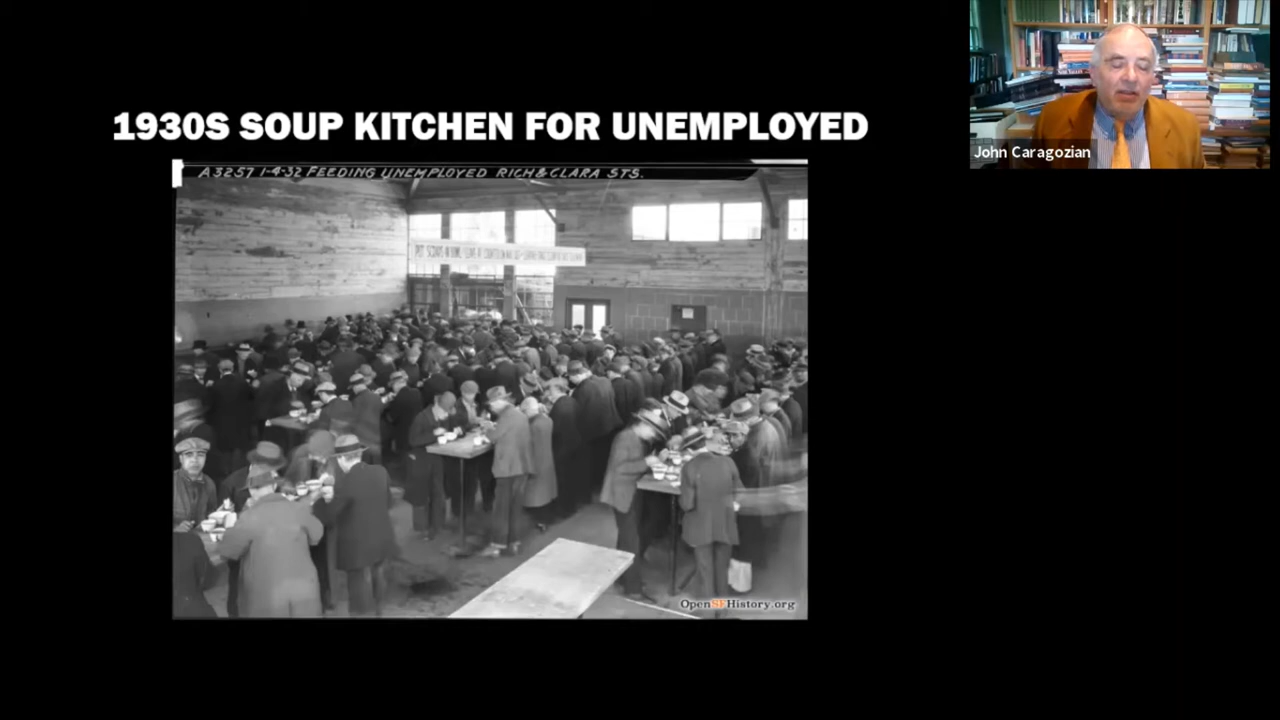 1930S SOUP KITCHEN FOR UNEMPLOYED
John Caragozian
A3257 1-4-32 FEEDING UNEMPLOYED RICH & CLARA STS.
OpenSFHistory.org